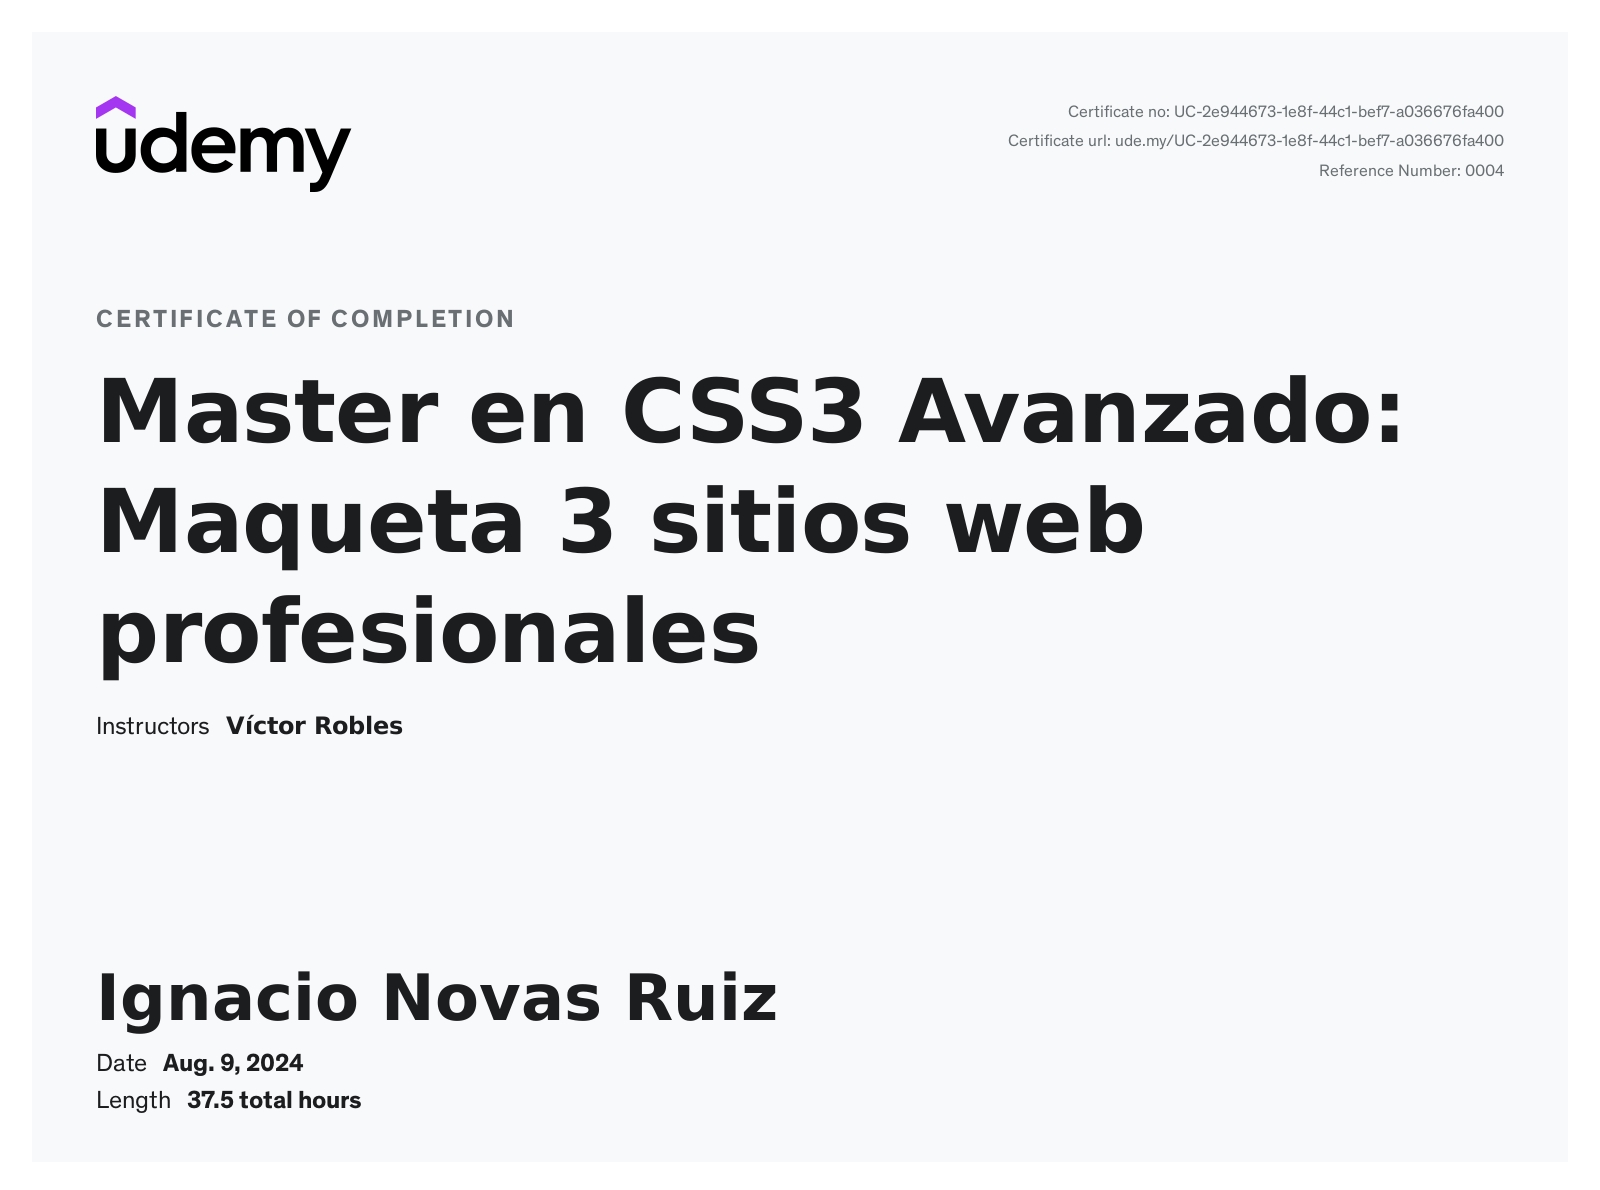 udemy
Certificate no: UC-2e944673-1e8f-44c1-bef7-a036676fa400
Certificate url: ude.my/UC-2e944673-1e8f-44c1-bef7-a036676fa400
Reference Number: 0004
CERTIFICATE OF COMPLETION
Master en CSS3 Avanzado:
Maqueta 3 sitios web
profesionales
Instructors Víctor Robles
Ignacio Novas Ruiz
Date Aug. 9, 2024
Length 37.5 total hours